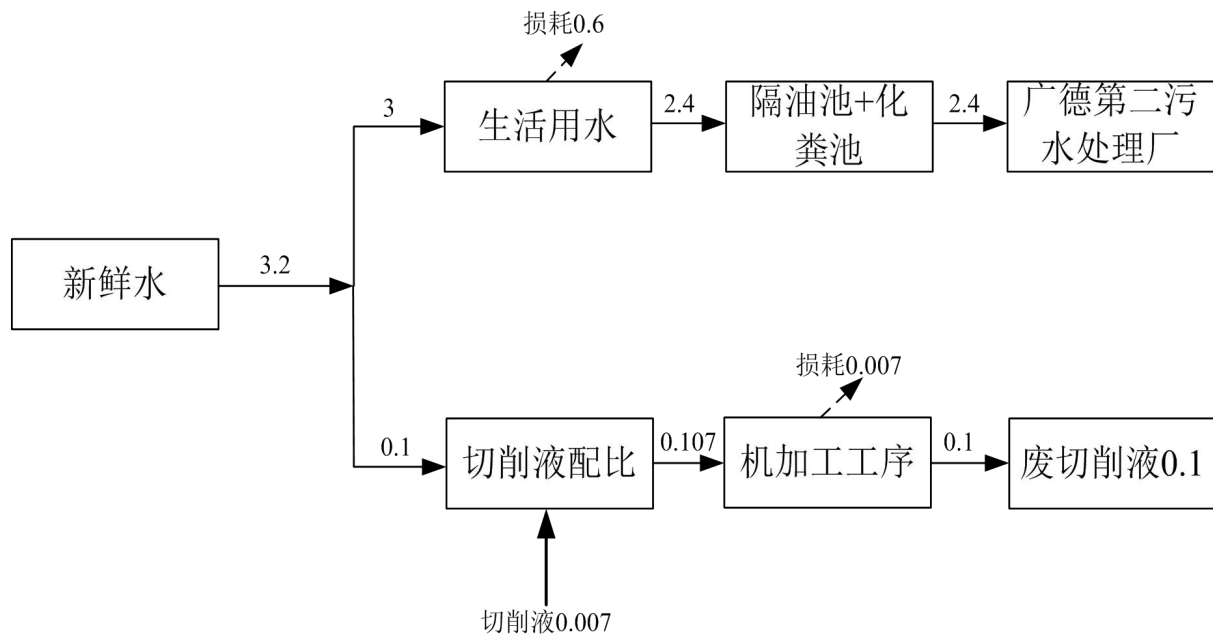 损耗0.6
3
生活用水
2.4
隔油池+化
粪池
2.4
广德第二污
水处理厂
新鲜水
3.2
损耗0.007
0.1
切削液配比
0.107
机加工工序
0.1
废切削液0.1
切削液0.007